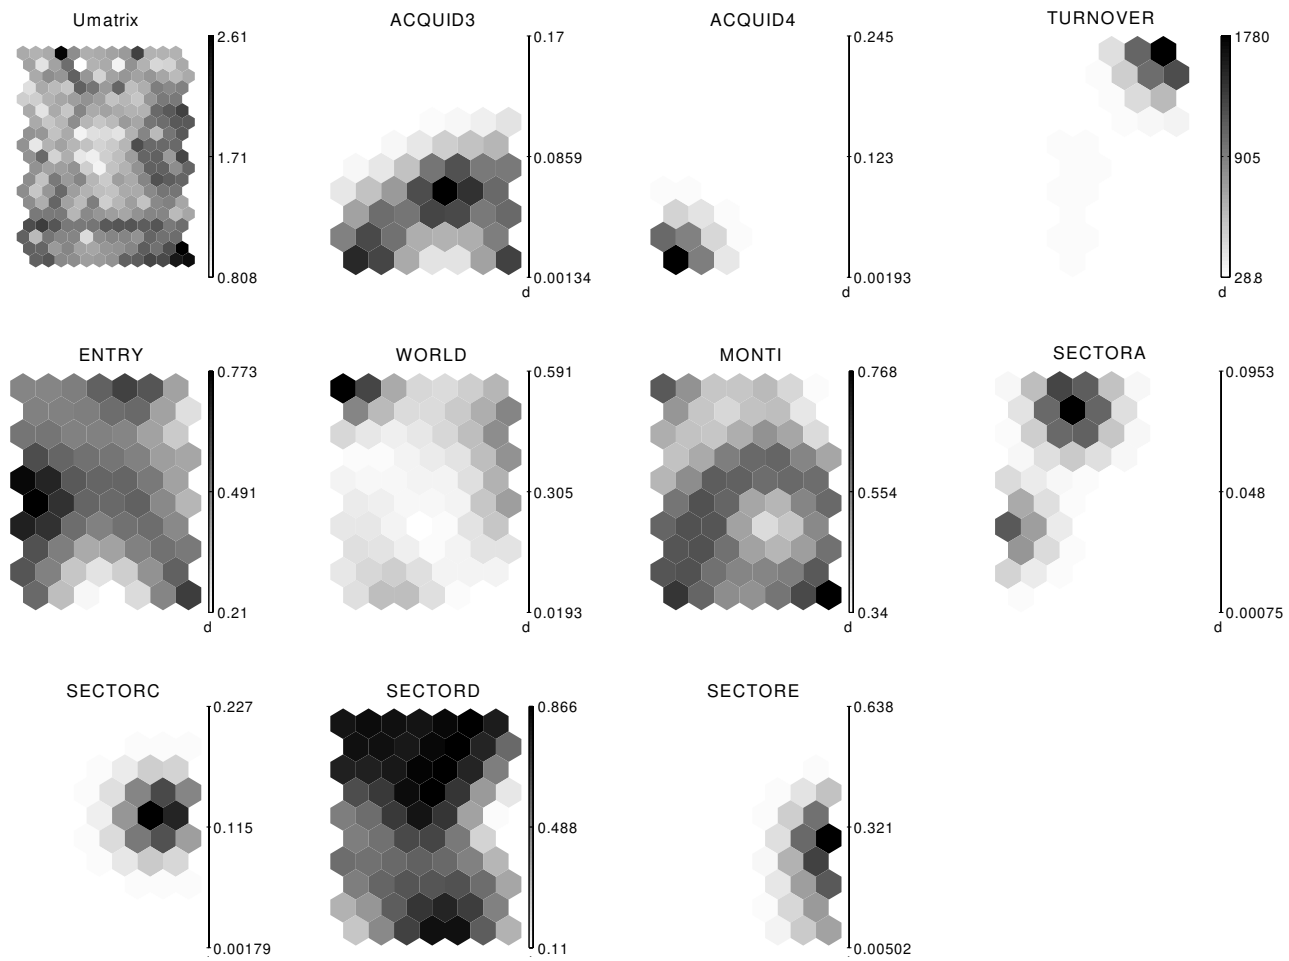 Umatrix
2.61
1.71
0.808
ACQUID3
0.17
0.0859
0.00134
d
ACQUID4
0.245
0.123
0.00193
d
TURNOVER
1780
905
28.8
d
ENTRY
0.773
0.491
0.21
d
WORLD
0.591
0.305
0.0193
d
MONTI
0.768
0.554
0.34
d
SECTORA
0.0953
0.048
0.00075
d
SECTORC
0.227
0.115
0.00179
SECTORD
0.866
0.488
0.11
SECTORE
0.638
0.321
0.00502